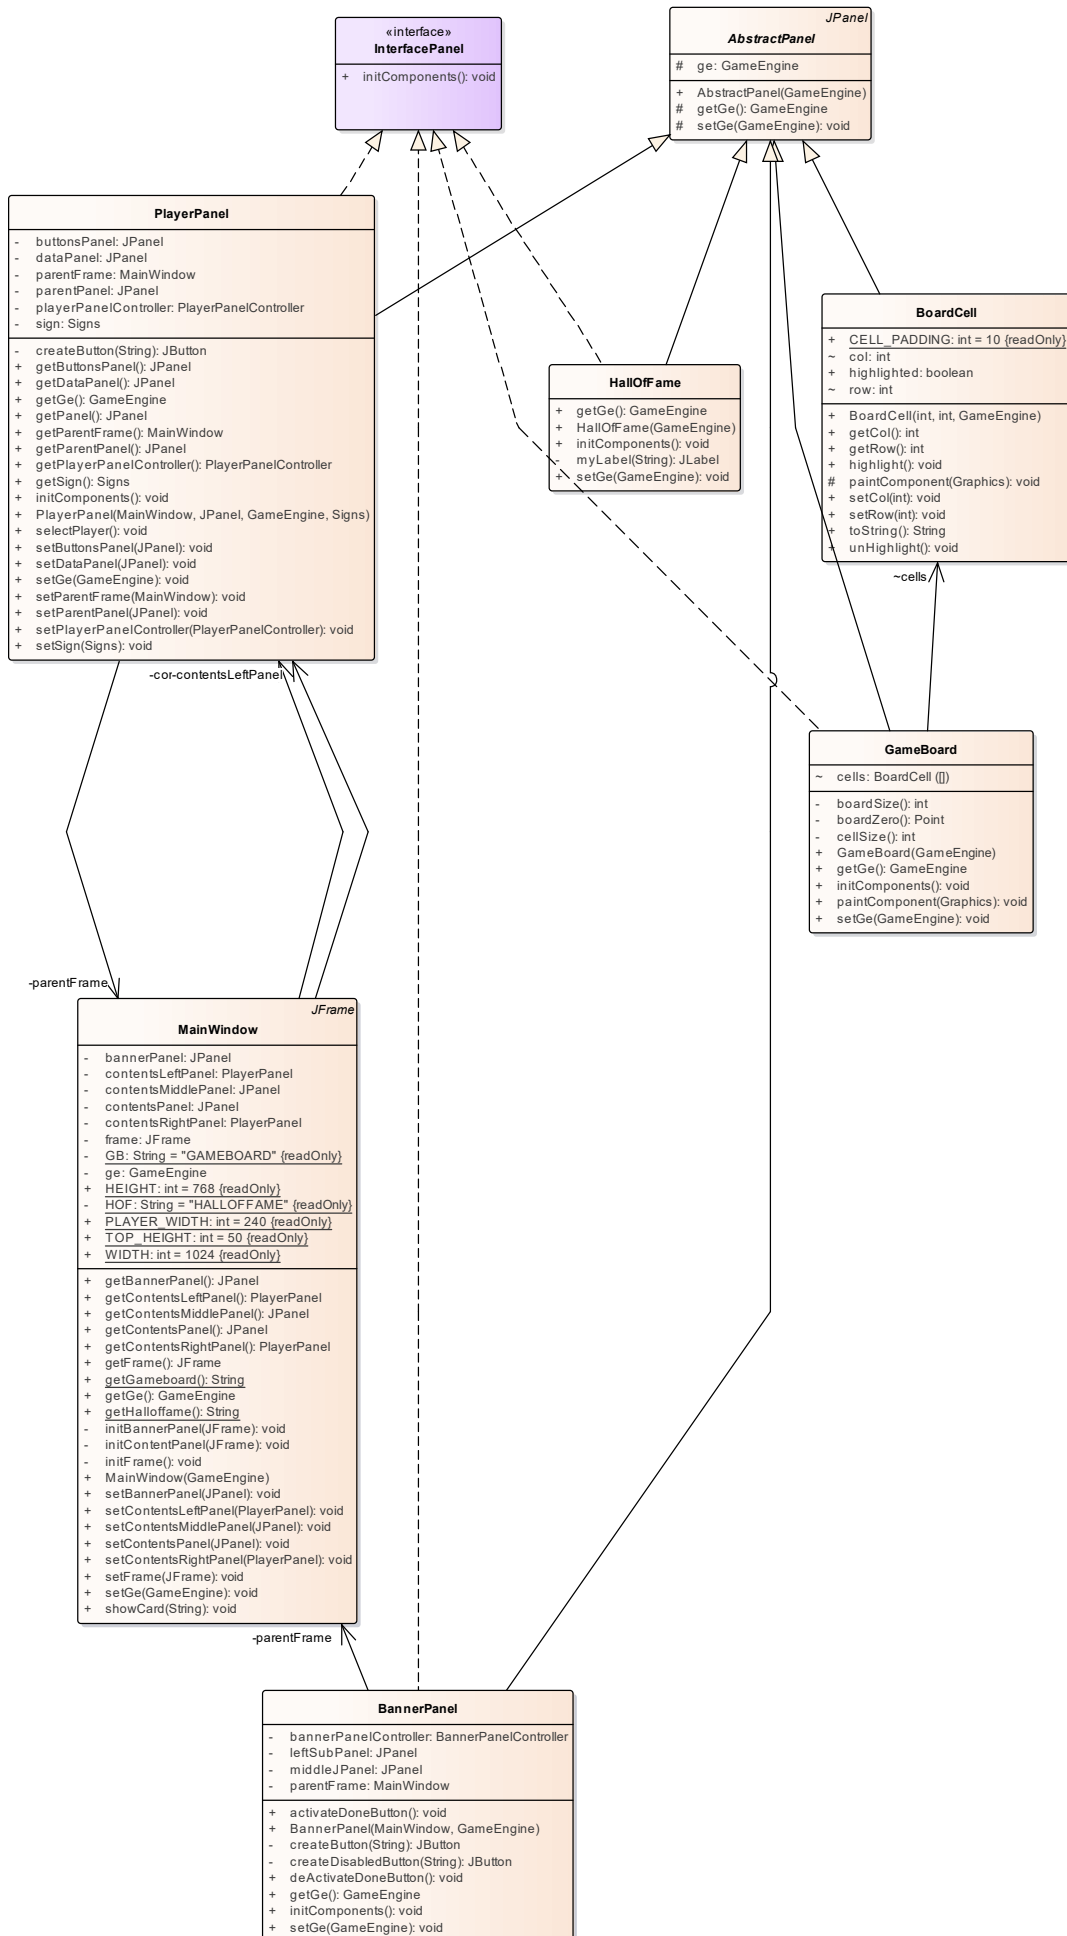 «interface»
InterfacePanel
+ initComponents(): void
JPanel
AbstractPanel
# ge: GameEngine
+ AbstractPanel(GameEngine)
# getGe(): GameEngine
# setGe(GameEngine): void
PlayerPanel
- buttonsPanel: JPanel
- dataPanel: JPanel
- parentFrame: MainWindow
- parentPanel: JPanel
- playerPanelController: PlayerPanelController
- sign: Signs
- createButton(String): JButton
+ getButtonsPanel(): JPanel
+ getDataPanel(): JPanel
+ getGe(): GameEngine
+ getPanel(): JPanel
+ getParentFrame(): MainWindow
+ getParentPanel(): JPanel
+ getPlayerPanelController(): PlayerPanelController
+ getSign(): Signs
+ initComponents(): void
+ PlayerPanel(MainWindow, JPanel, GameEngine, Signs)
+ selectPlayer(): void
+ setButtonsPanel(JPanel): void
+ setDataPanel(JPanel): void
+ setGe(GameEngine): void
+ setParentFrame(MainWindow): void
+ setParentPanel(JPanel): void
+ setPlayerPanelController(PlayerPanelController): void
+ setSign(Signs): void
BoardCell
+ CELL_PADDING: int = 10 {readOnly}
~ col: int
+ highlighted: boolean
~ row: int
+ BoardCell(int, int, GameEngine)
+ getCol(): int
+ getRow(): int
+ highlight(): void
# paintComponent(Graphics): void
+ setCol(int): void
+ setRow(int): void
+ toString(): String
+ unHighlight(): void
HallOfFame
+ getGe(): GameEngine
+ HallOfFame(GameEngine)
+ initComponents(): void
- myLabel(String): JLabel
+ setGe(GameEngine): void
~cells
-cor-contentsLeftPanel
GameBoard
~ cells: BoardCell ([])
- boardSize(): int
- boardZero(): Point
- cellSize(): int
+ GameBoard(GameEngine)
+ getGe(): GameEngine
+ initComponents(): void
+ paintComponent(Graphics): void
+ setGe(GameEngine): void
-parentFrame
JFrame
MainWindow
- bannerPanel: JPanel
- contentsLeftPanel: PlayerPanel
- contentsMiddlePanel: JPanel
- contentsPanel: JPanel
- contentsRightPanel: PlayerPanel
- frame: JFrame
- GB: String = "GAMEBOARD" {readOnly}
- ge: GameEngine
+ HEIGHT: int = 768 {readOnly}
- HOF: String = "HALLOFFAME" {readOnly}
+ PLAYER_WIDTH: int = 240 {readOnly}
+ TOP_HEIGHT: int = 50 {readOnly}
+ WIDTH: int = 1024 {readOnly}
+ getBannerPanel(): JPanel
+ getContentsLeftPanel(): PlayerPanel
+ getContentsMiddlePanel(): JPanel
+ getContentsPanel(): JPanel
+ getContentsRightPanel(): PlayerPanel
+ getFrame(): JFrame
+ getGameboard(): String
+ getGe(): GameEngine
+ getHalloffame(): String
- initBannerPanel(JFrame): void
- initContentPanel(JFrame): void
- initFrame(): void
+ MainWindow(GameEngine)
+ setBannerPanel(JPanel): void
+ setContentsLeftPanel(PlayerPanel): void
+ setContentsMiddlePanel(JPanel): void
+ setContentsPanel(JPanel): void
+ setContentsRightPanel(PlayerPanel): void
+ setFrame(JFrame): void
+ setGe(GameEngine): void
+ showCard(String): void
-parentFrame
BannerPanel
- bannerPanelController: BannerPanelController
- leftSubPanel: JPanel
- middleJPanel: JPanel
- parentFrame: MainWindow
+ activateDoneButton(): void
+ BannerPanel(MainWindow, GameEngine)
- createButton(String): JButton
- createDisabledButton(String): JButton
+ deActivateDoneButton(): void
+ getGe(): GameEngine
+ initComponents(): void
+ setGe(GameEngine): void